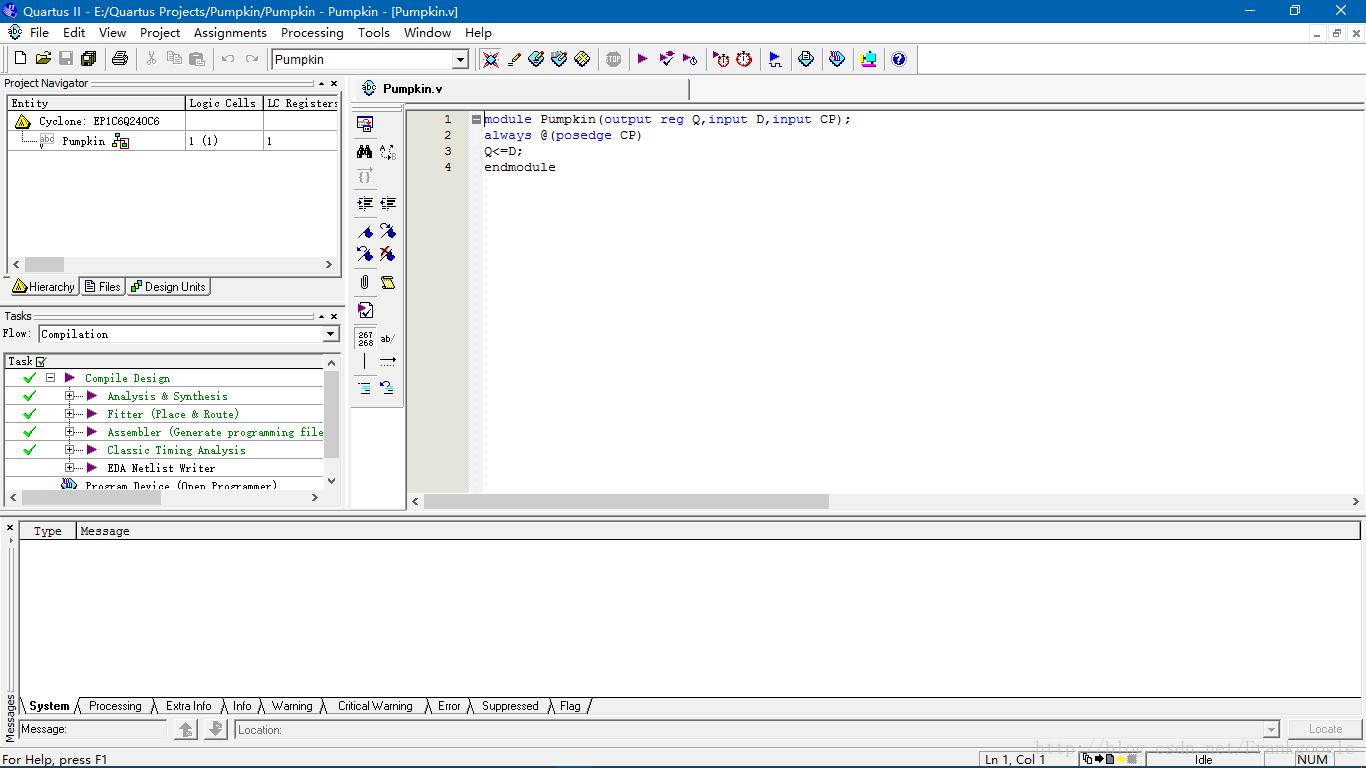 Quartus II - E:/Quartus Projects/Pumpkin/Pumpkin - Pumpkin - [Pumpkin.v]
File Edit View Project Assignments Processing Tools Window Help
Pumpkin
STOP
Project Navigator
Entity Logic Cells LC Registers
Cyclone: EP1C6Q240C6
abc Pumpkin 1 (1) 1
Hierarchy Files Design Units
Tasks
Flow: Compilation
Task
Compile Design
Analysis & Synthesis
Fitter (Place & Route)
Assembler (Generate programming file
Classic Timing Analysis
EDA Netlist Writer
Program Device (Open Programmer)
abc Pumpkin.v
267
268 ab/
1 module Pumpkin(output reg Q,input D,input CP);
2 always @(posedge CP)
3 Q<=D;
4 endmodule
Type Message
System Processing Extra Info Info Warning Critical Warning Error Suppressed Flag
Messages
Message: Location: Locate
http://blog.csdn.net/Frankgoogle
For Help, press F1 Ln 1, Col 1 Idle NUM